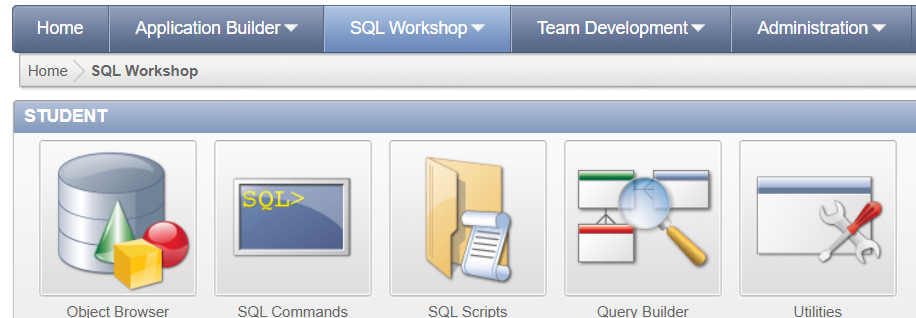 Home Application Builder SQL Workshop Team Development Administration
Home SQL Workshop
STUDENT
SQL>
Object Browser SQL Commands SQL Scripts Query Builder Utilities